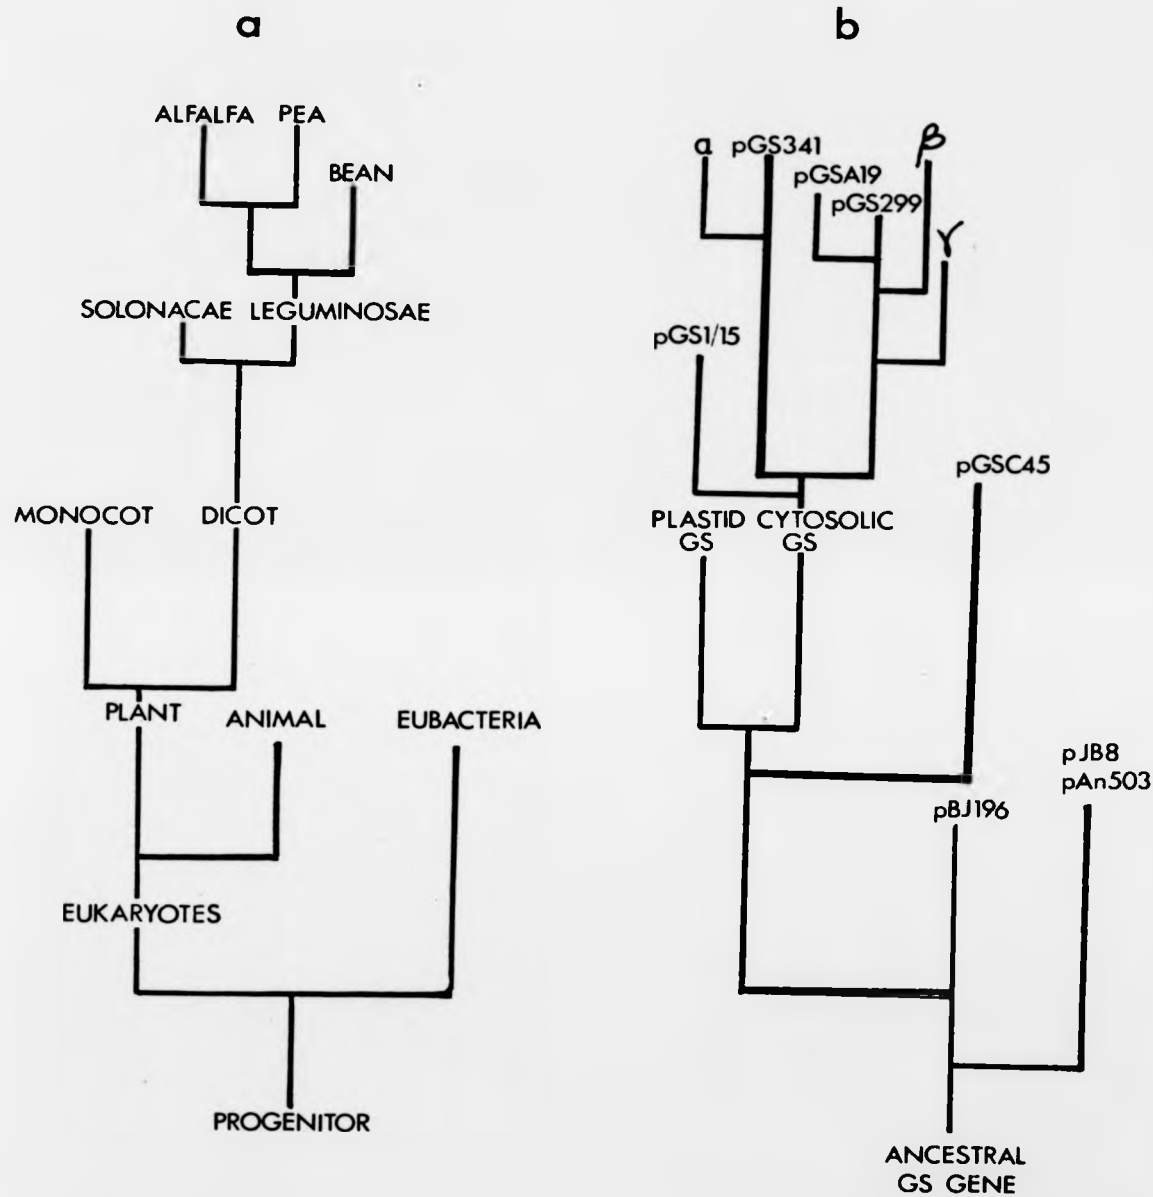 a
ALFALFA PEA
BEAN
SOLONACAE LEGUMINOSAE
MONOCOT DICOT
PLANT ANIMAL EUBACTERIA
EUKARYOTES
PROGENITOR
b
α pGS341 β
pGSA19
pGS299
γ
pGS1/15
pGSC45
PLASTID CYTOSOLIC
GS GS
pJB8
pAn503
pBJ196
ANCESTRAL
GS GENE